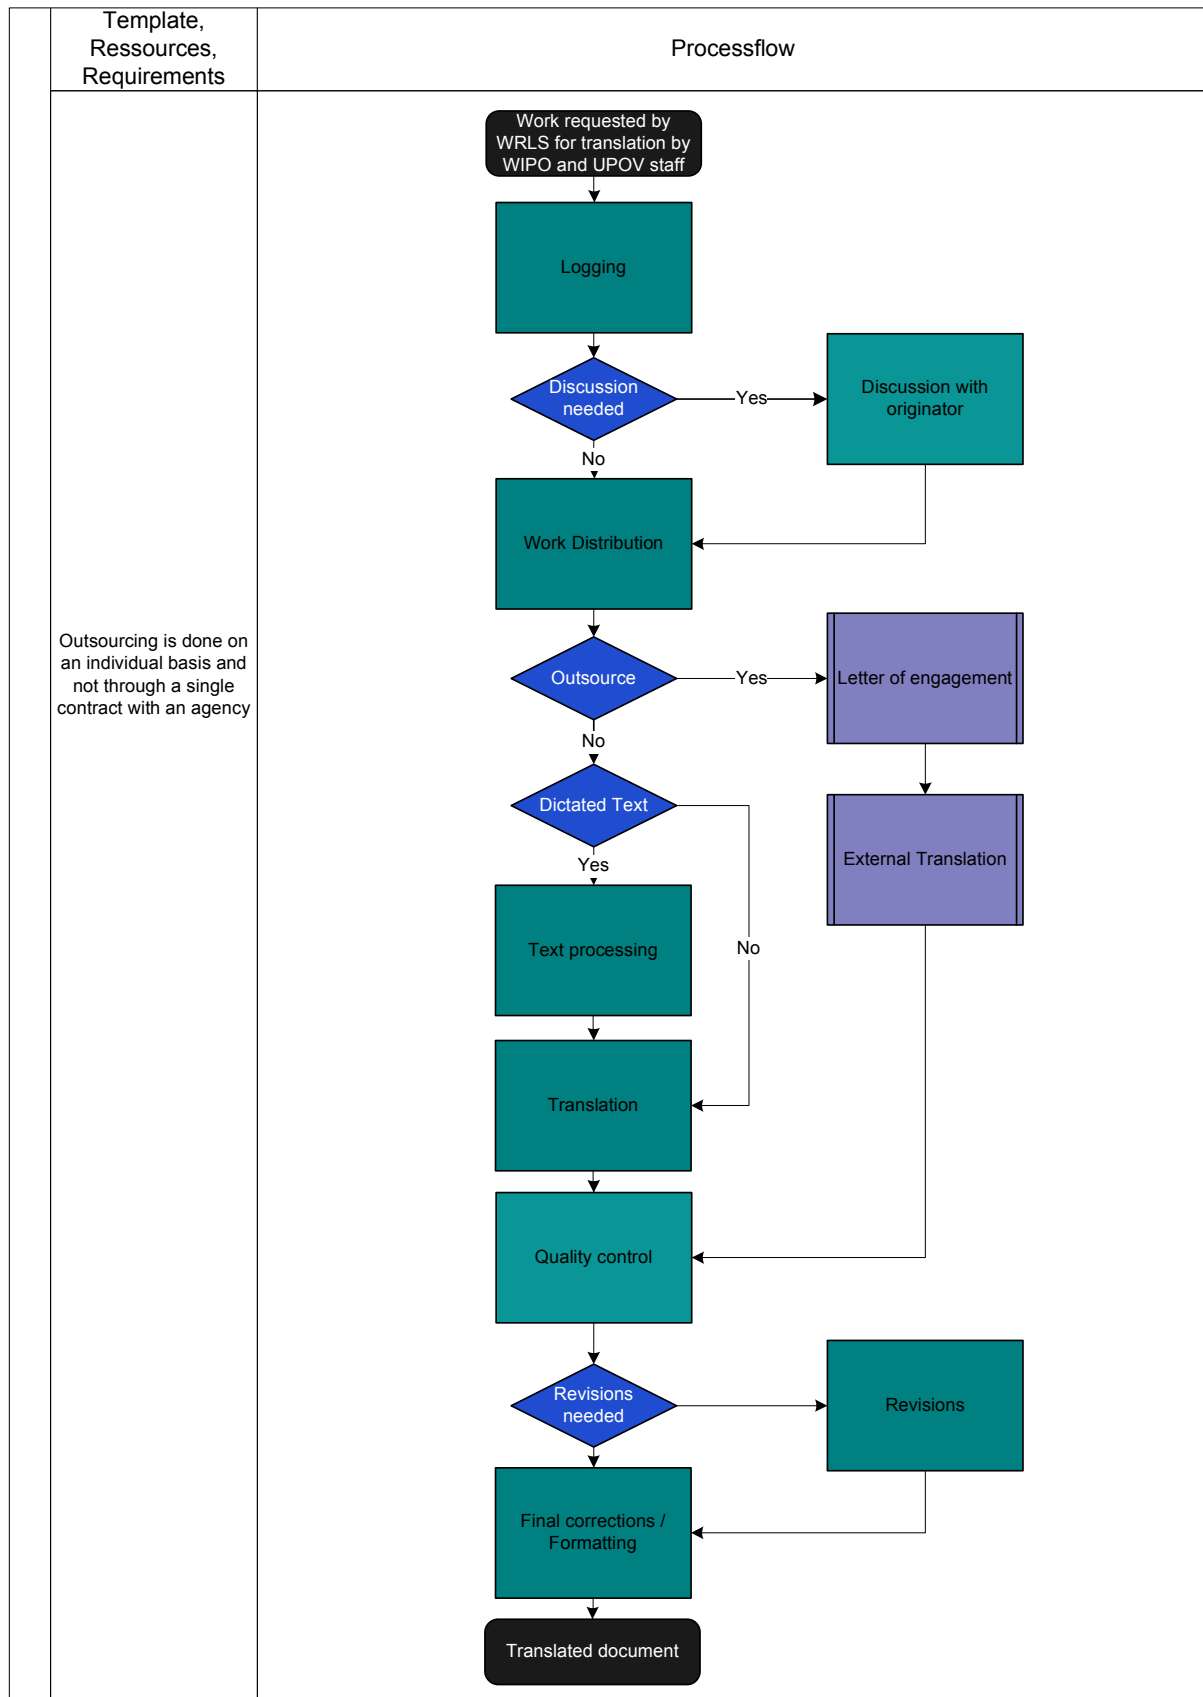 Template,
Ressources,
Requirements
Processflow
Work requested by
WRLS for translation by
WIPO and UPOV staff
Logging
Discussion
needed
Yes
Discussion with
originator
No
Work Distribution
Outsourcing is done on
an individual basis and
not through a single
contract with an agency
Outsource
Yes
Letter of engagement
No
Dictated Text
External Translation
Yes
Text processing
No
Translation
Quality control
Revisions
needed
Revisions
Final corrections /
Formatting
Translated document